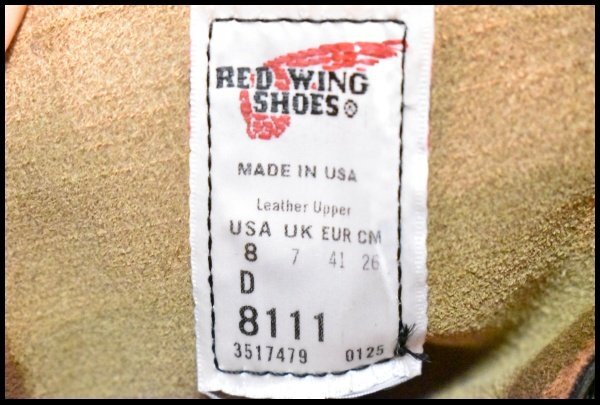 RED WING
SHOES®
MADE IN USA
Leather Upper
USA UK EUR CM
8 7 41 26
D
8111
3517479 0125